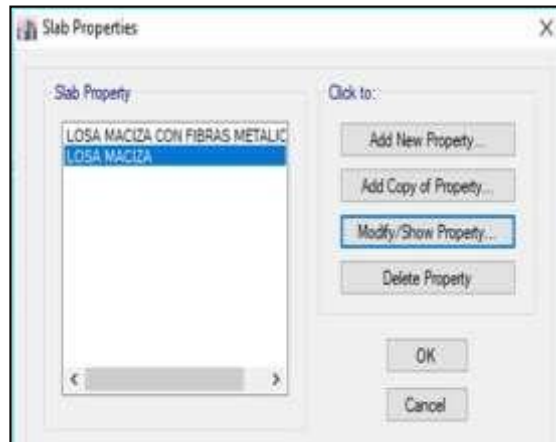 Slab Properties
Slab Property
LOSA MACIZA CON FIBRAS METALIC
LOSA MACIZA
Click to:
Add New Property...
Add Copy of Property...
Modify/Show Property...
Delete Property
OK
Cancel